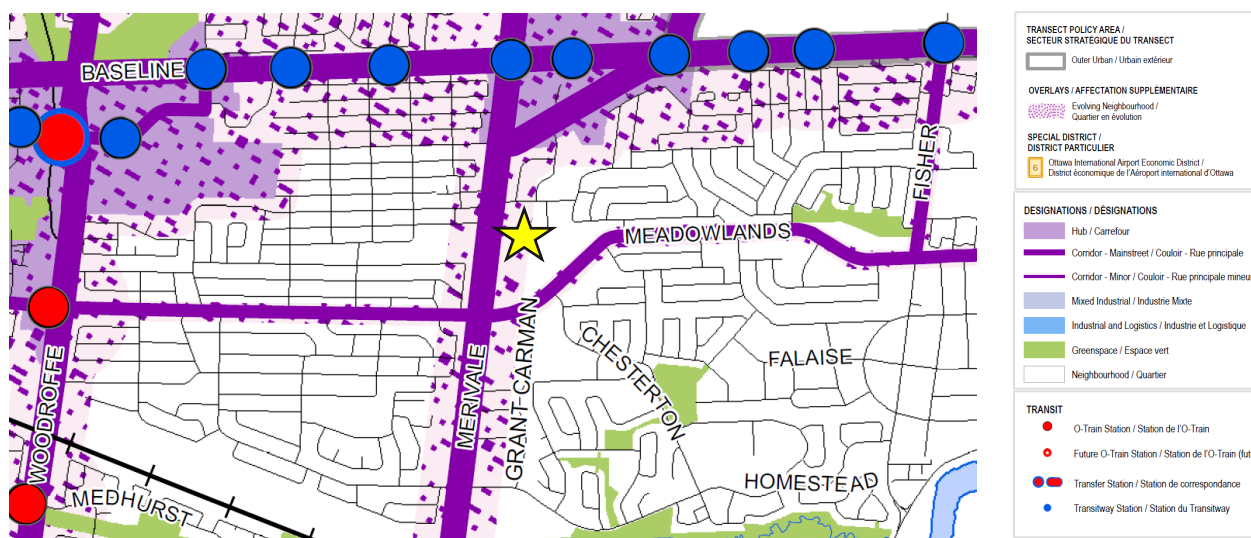 BASELINE
FISHER
MEADOWLANDS
WOODROFFE
MERIVALE
GRANT CARMAN
CHESTERTON
FALAISE
MEDHURST
HOMESTEAD
TRANSECT POLICY AREA /
SECTEUR STRATÉGIQUE DU TRANSECT
Outer Urban / Urbain extérieur
OVERLAYS / AFFECTATION SUPPLÉMENTAIRE
Evolving Neighbourhood /
Quartier en évolution
SPECIAL DISTRICT /
DISTRICT PARTICULIER
6
Ottawa International Airport Economic District /
District économique de l'Aéroport international d'Ottawa
DESIGNATIONS / DÉSIGNATIONS
Hub / Carrefour
Corridor - Mainstreet / Couloir - Rue principale
Corridor - Minor / Couloir - Rue principale mineur
Mixed Industrial / Industrie Mixte
Industrial and Logistics / Industrie et Logistique
Greenspace / Espace vert
Neighbourhood / Quartier
TRANSIT
O-Train Station / Station de l'O-Train
Future O-Train Station / Station de l'O-Train (fut
Transfer Station / Station de correspondance
Transitway Station / Station du Transitway